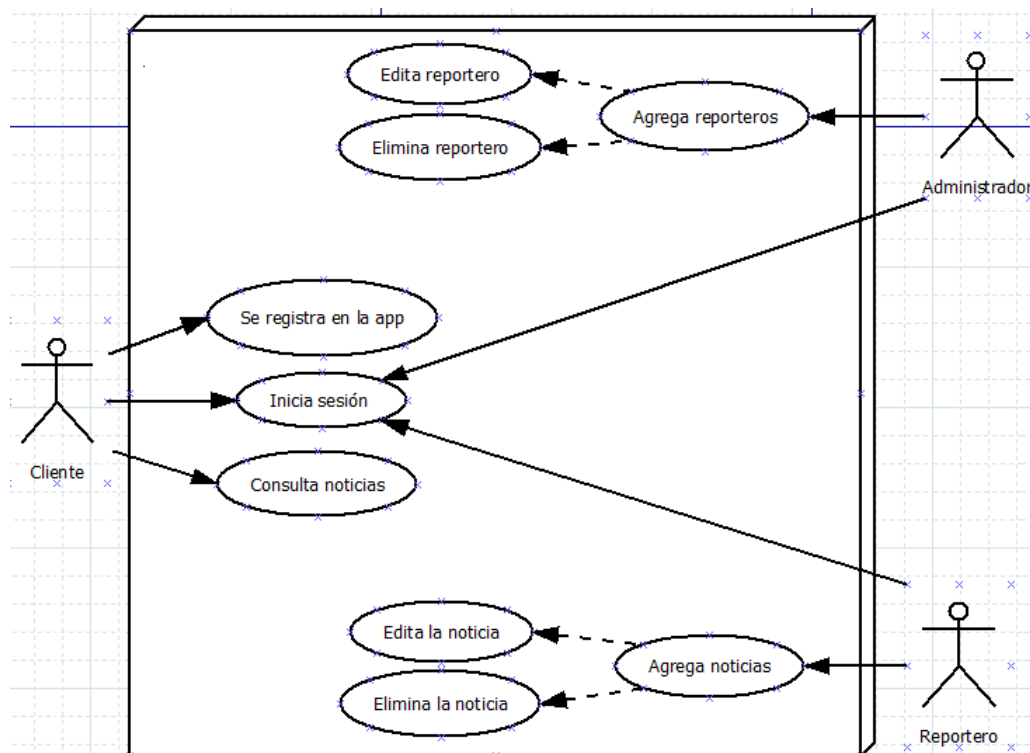 Edita reportero
Agrega reporteros
Elimina reportero
Administrador
Se registra en la app
Inicia sesión
Cliente
Consulta noticias
Edita la noticia
Agrega noticias
Elimina la noticia
Reportero